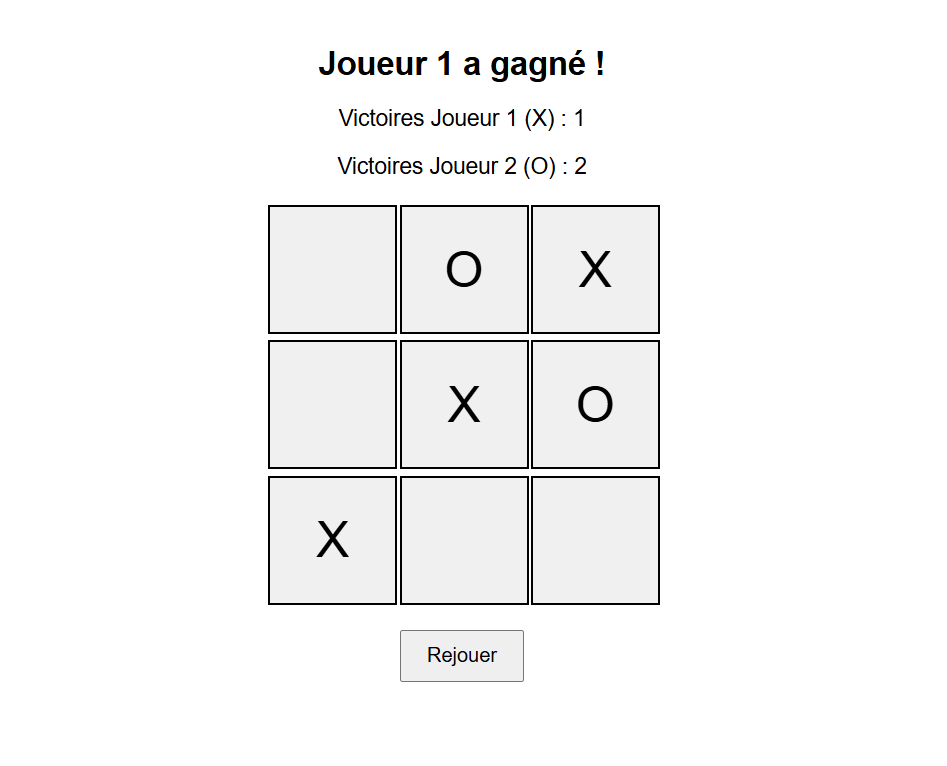 Joueur 1 a gagné !
Victoires Joueur 1 (X) : 1
Victoires Joueur 2 (O) : 2
O X
X O
X
Rejouer